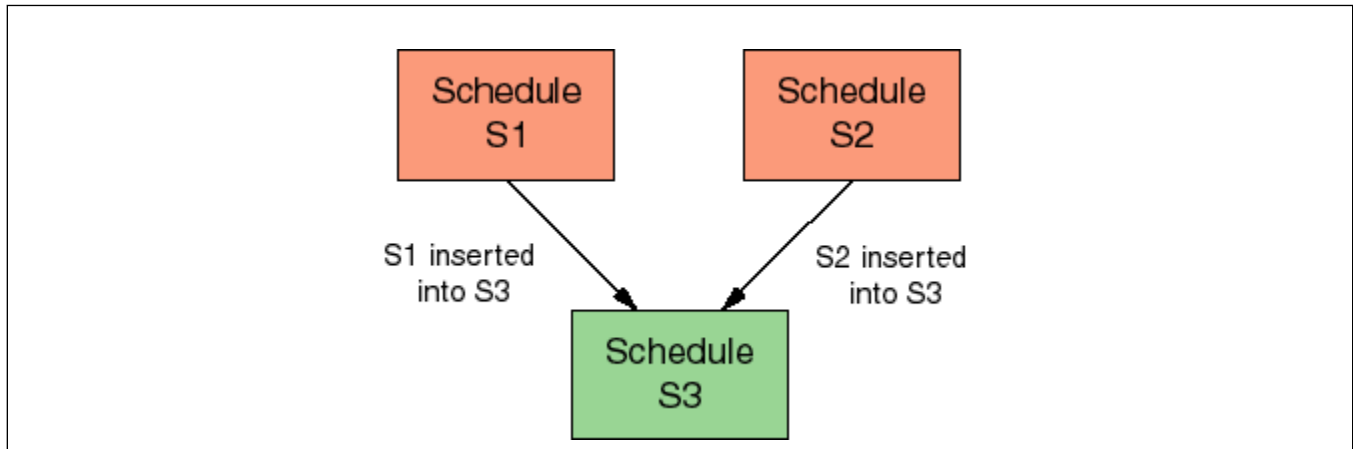 Schedule
S1
Schedule
S2
S1 inserted
into S3
S2 inserted
into S3
Schedule
S3